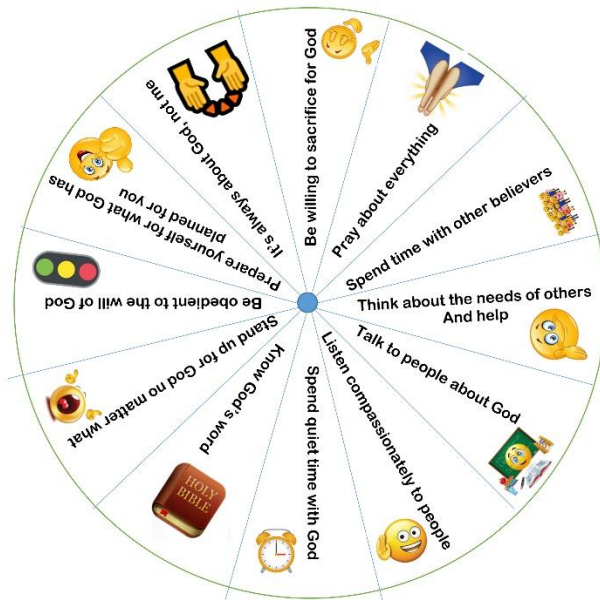 Be willing to sacrifice for God
Pray about everything
Spend time with other believers
Think about the needs of others
And help
Talk to people about God
Listen compassionately to people
Spend quiet time with God
Know God's word
HOLY
BIBLE
Stand up for God no matter what
Be obedient to the will of God
Prepare yourself for what God has
planned for you
It's always about God, not me